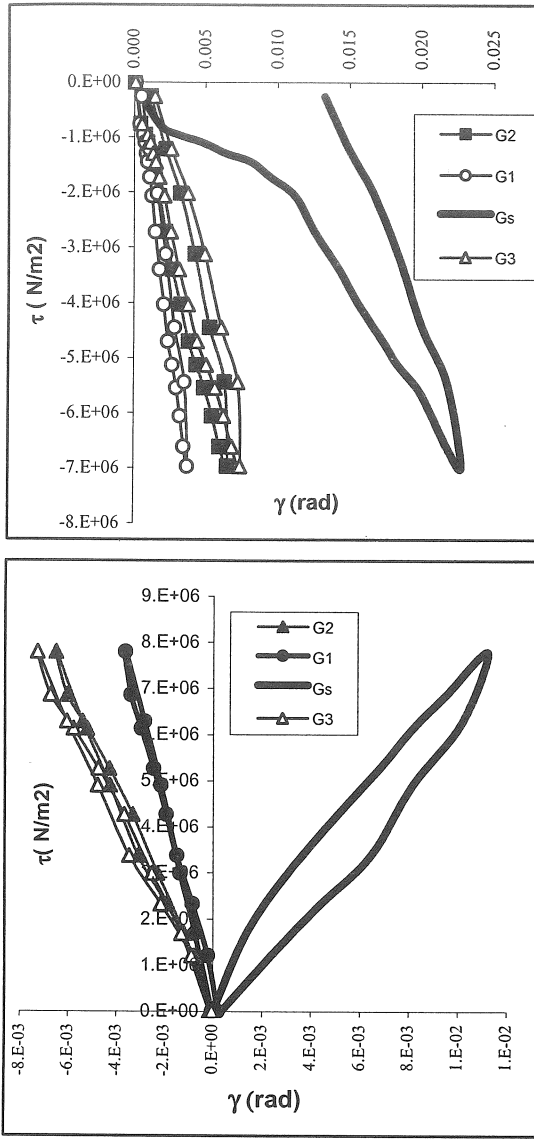 0.000
0.005
0.010
0.015
0.020
0.025
0.E+00
-1.E+06
-2.E+06
-3.E+06
-4.E+06
-5.E+06
-6.E+06
-7.E+06
-8.E+06
τ ( N/m2)
γ (rad)
G2
G1
Gs
G3
9.E+06
8.E+06
7.E+06
6.E+06
5.E+06
4.E+06
3.E+06
2.E+06
1.E+06
0.E+00
τ( N/m2)
G2
G1
Gs
G3
-8.E-03
-6.E-03
-4.E-03
-2.E-03
0.E+00
2.E-03
4.E-03
6.E-03
8.E-03
1.E-02
1.E-02
γ (rad)